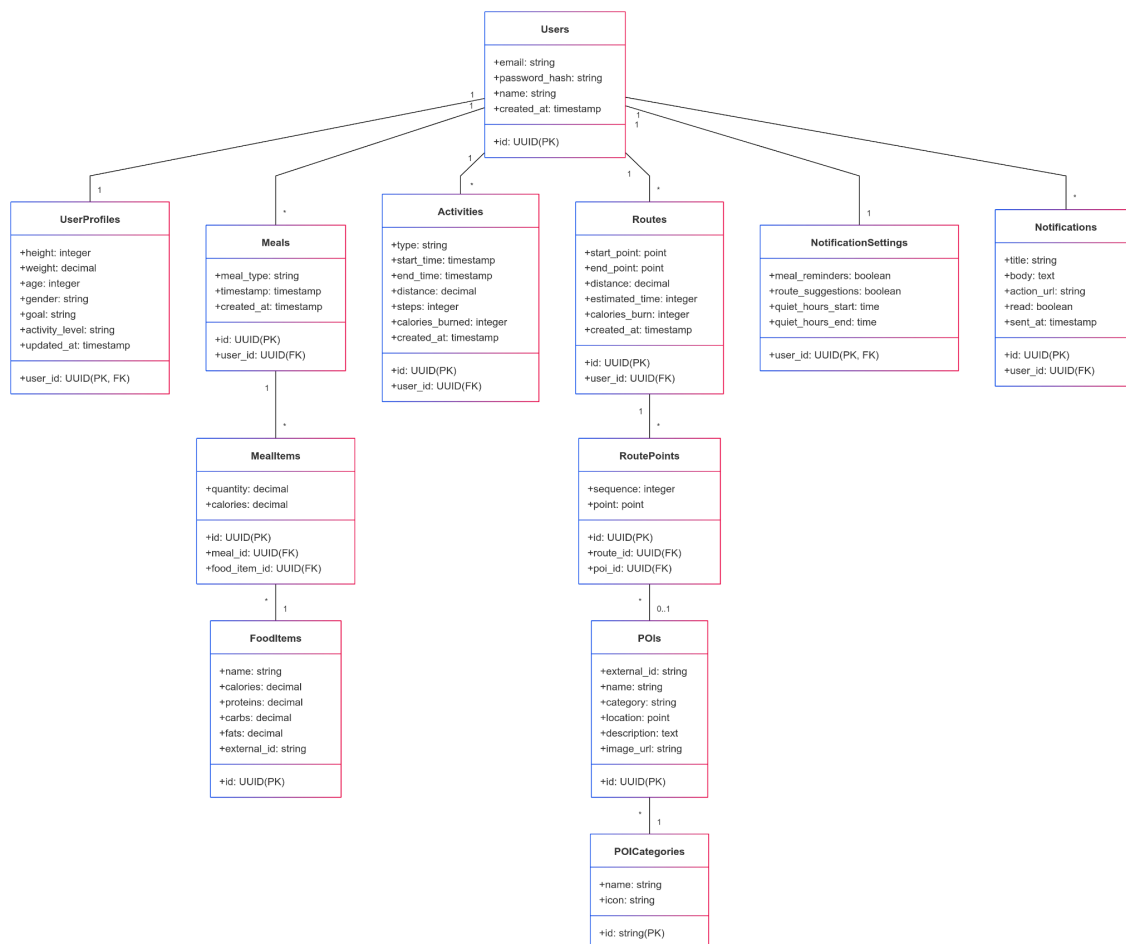 Users
+email: string
+password_hash: string
+name: string
+created_at: timestamp
+id: UUID(PK)
1
1
1
1
1
1
1
*
*
*
1
*
UserProfiles
+height: integer
+weight: decimal
+age: integer
+gender: string
+goal: string
+activity_level: string
+updated_at: timestamp
+user_id: UUID(PK, FK)
Meals
+meal_type: string
+timestamp: timestamp
+created_at: timestamp
+id: UUID(PK)
+user_id: UUID(FK)
Activities
+type: string
+start_time: timestamp
+end_time: timestamp
+distance: decimal
+steps: integer
+calories_burned: integer
+created_at: timestamp
+id: UUID(PK)
+user_id: UUID(FK)
Routes
+start_point: point
+end_point: point
+distance: decimal
+estimated_time: integer
+calories_burn: integer
+created_at: timestamp
+id: UUID(PK)
+user_id: UUID(FK)
NotificationSettings
+meal_reminders: boolean
+route_suggestions: boolean
+quiet_hours_start: time
+quiet_hours_end: time
+user_id: UUID(PK, FK)
Notifications
+title: string
+body: text
+action_url: string
+read: boolean
+sent_at: timestamp
+id: UUID(PK)
+user_id: UUID(FK)
1
*
MealItems
+quantity: decimal
+calories: decimal
+id: UUID(PK)
+meal_id: UUID(FK)
+food_item_id: UUID(FK)
*
1
FoodItems
+name: string
+calories: decimal
+proteins: decimal
+carbs: decimal
+fats: decimal
+external_id: string
+id: UUID(PK)
1
*
RoutePoints
+sequence: integer
+point: point
+id: UUID(PK)
+route_id: UUID(FK)
+poi_id: UUID(FK)
*
0..1
POIs
+external_id: string
+name: string
+category: string
+location: point
+description: text
+image_url: string
+id: UUID(PK)
*
1
POICategories
+name: string
+icon: string
+id: string(PK)